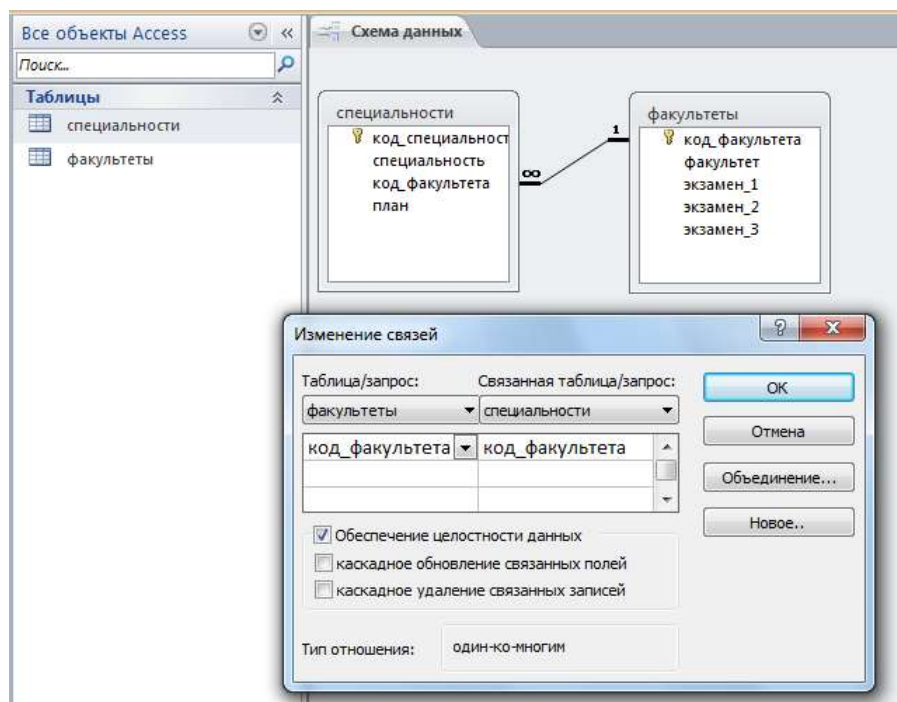 Все объекты Access
Схема данных
Поиск...
Таблицы
специальности
факультеты
специальности
код_специальност
специальность
код_факультета
план
∞
1
факультеты
код_факультета
факультет
экзамен_1
экзамен_2
экзамен_3
Изменение связей
Таблица/запрос: Связанная таблица/запрос:
факультеты специальности
код_факультета код_факультета
Обеспечение целостности данных
каскадное обновление связанных полей
каскадное удаление связанных записей
Тип отношения: один-ко-многим
ОК
Отмена
Объединение...
Новое..